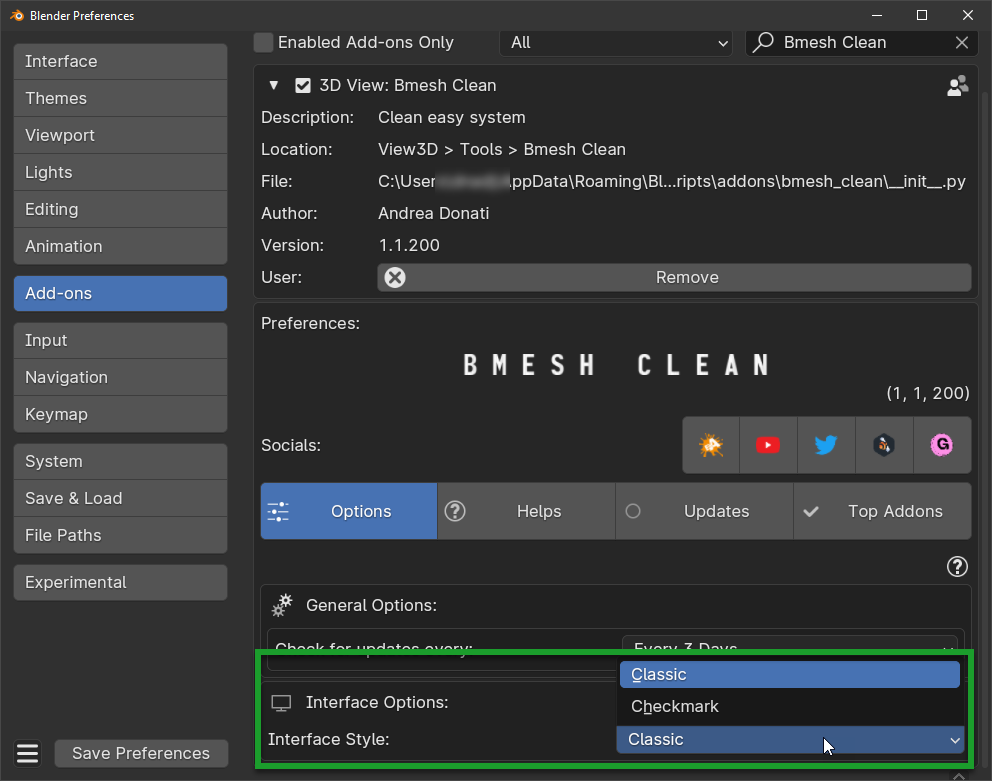 Blender Preferences
Enabled Add-ons Only All Bmesh Clean
Interface
Themes
Viewport
Lights
Editing
Animation
Add-ons
Input
Navigation
Keymap
System
Save & Load
File Paths
Experimental
Save Preferences
3D View: Bmesh Clean
Description: Clean easy system
Location: View3D > Tools > Bmesh Clean
File: C:\User ppData\Roaming\Bl...ripts\addons\bmesh_clean\__init__.py
Author: Andrea Donati
Version: 1.1.200
User: Remove
Preferences:
BMESH CLEAN
(1, 1, 200)
Socials:
G
Options Helps Updates Top Addons
General Options:
Check for updates every: Every 3 Days
Classic
Interface Options: Checkmark
Interface Style: Classic